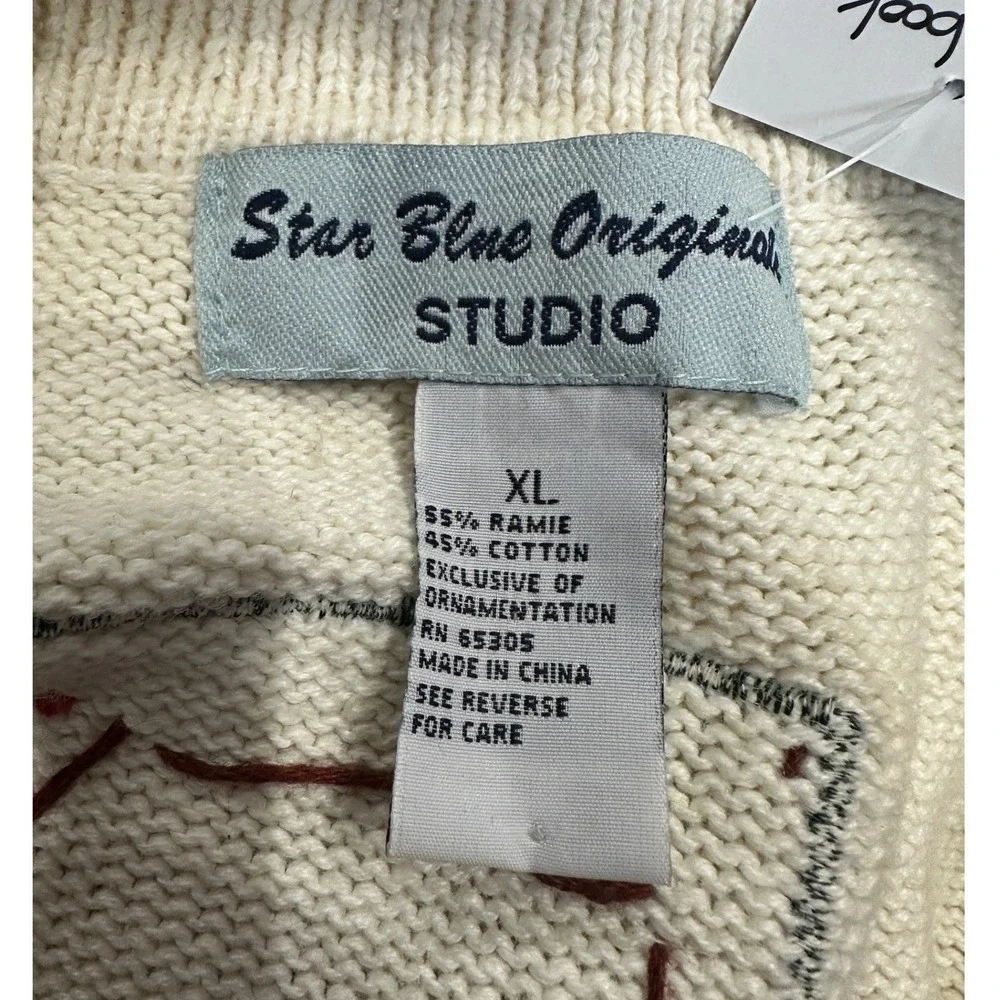 Star Blue Originals
STUDIO
XL
55% RAMIE
45% COTTON
EXCLUSIVE OF
ORNAMENTATION
RN 65305
MADE IN CHINA
SEE REVERSE
FOR CARE